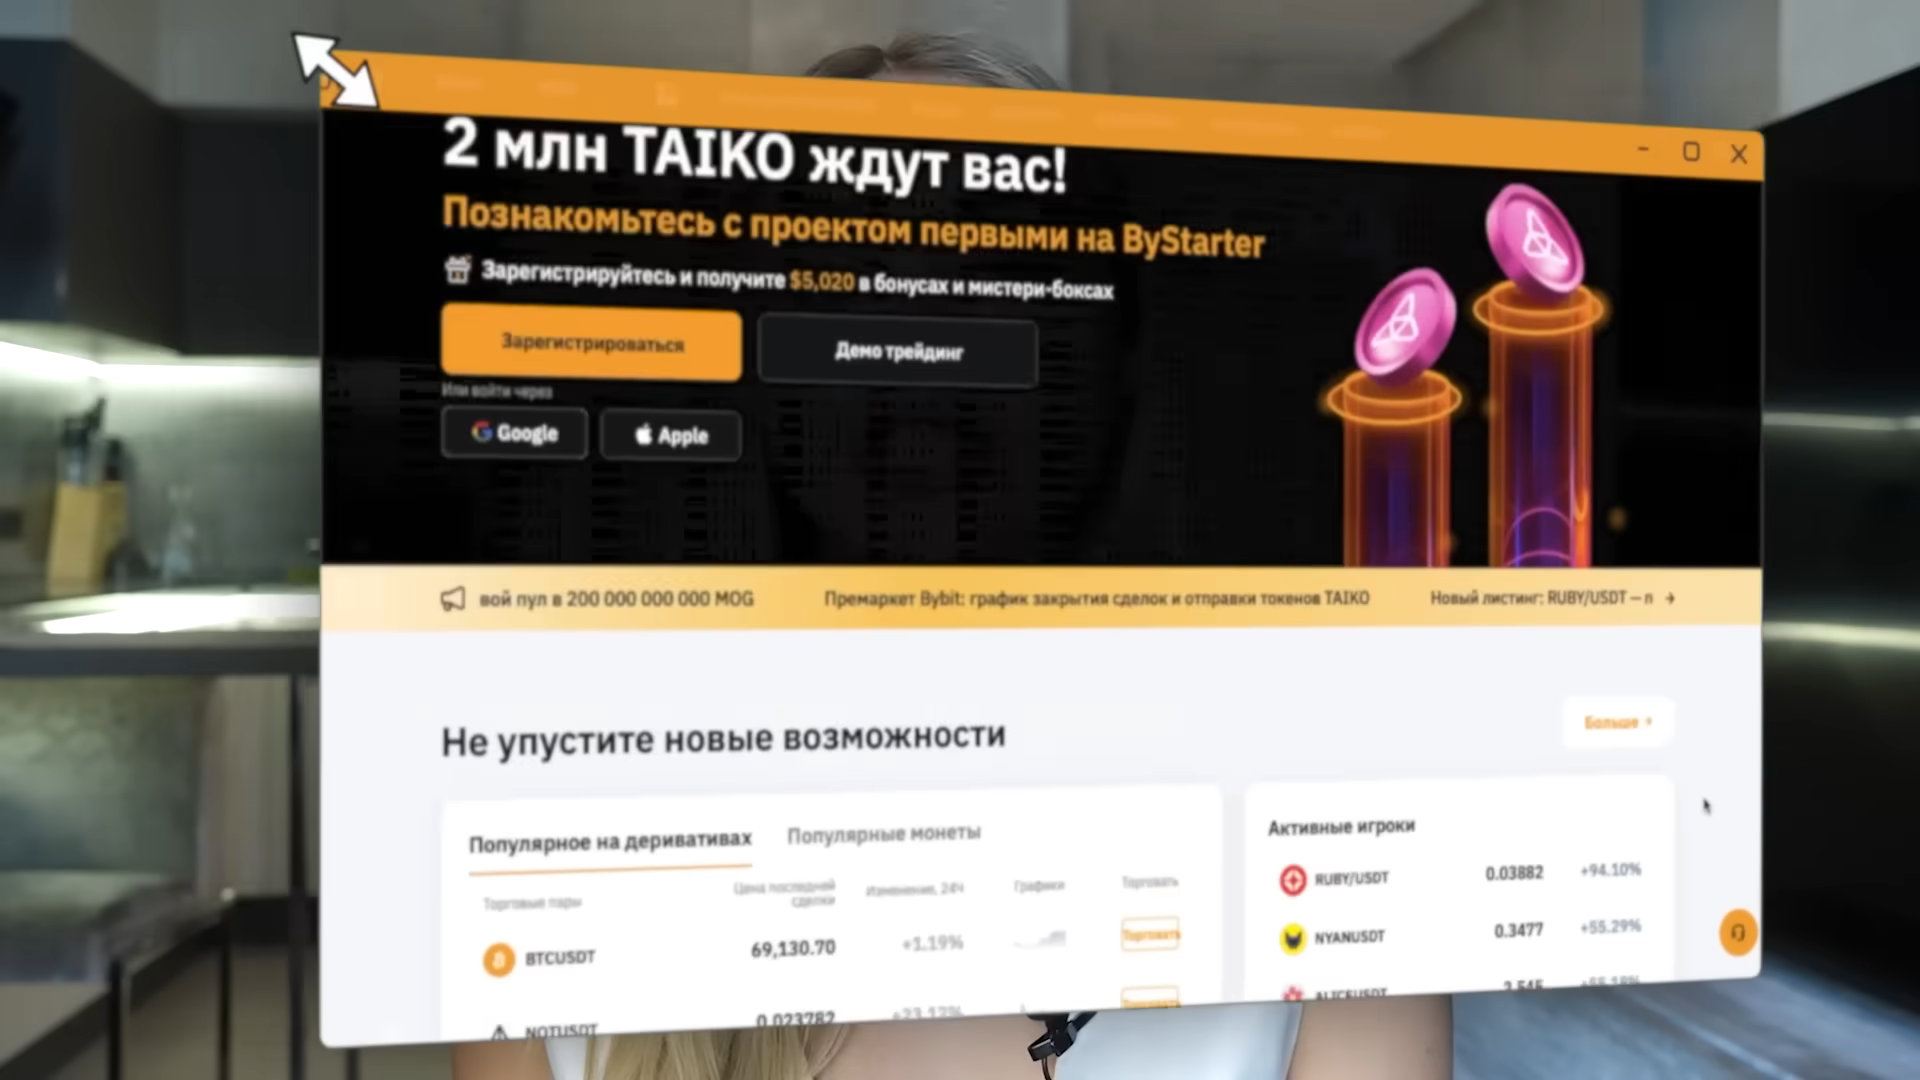 2 млн TAIKO ждут вас!
Познакомьтесь с проектом первыми на ByStarter
Зарегистрируйтесь и получите $5,020 в бонусах и мистери-боксах
Зарегистрироваться
Демо трейдинг
Или войти через
Google
Apple
вой пул в 200 000 000 000 MOG
Премаркет Bybit: график закрытия сделок и отправки токенов TAIKO
Новый листинг: RUBY/USDT — п
Не упустите новые возможности
Больше
Популярное на деривативах
Популярные монеты
Торговые пары
Цена последней сделки
Изменение, 24Ч
Графики
Торговать
BTCUSDT
69,130.70
+1.19%
Торговать
NOTUSDT
0.023782
+23.12%
Торговать
Активные игроки
RUBY/USDT
0.03882
+94.10%
NYANUSDT
0.3477
+55.29%
ALICEUSDT